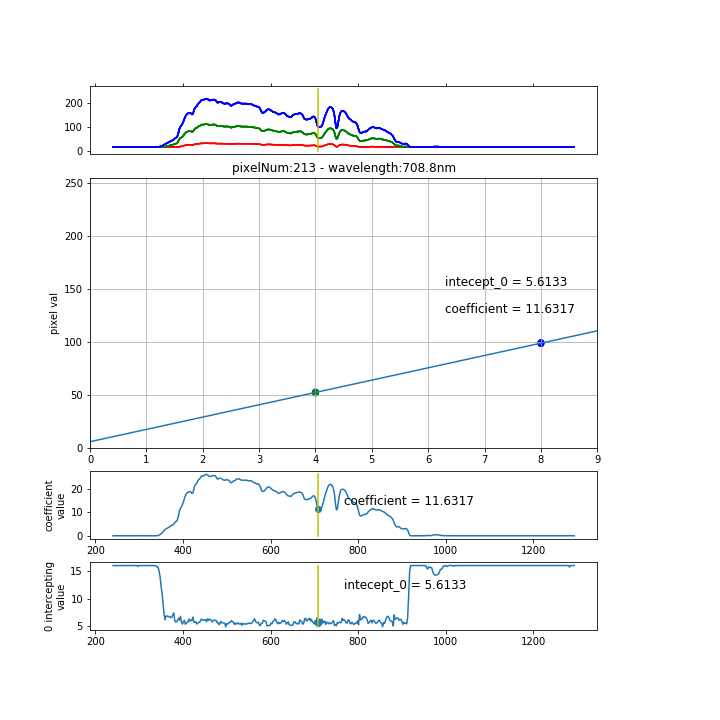 200
100
0
pixelNum:213 - wavelength:708.8nm
250
200
150
100
50
0
pixel val
intecept_0 = 5.6133
coefficient = 11.6317
0 1 2 3 4 5 6 7 8 9
20
10
0
coefficient
value
coefficient = 11.6317
200 400 600 800 1000 1200
15
10
5
0 intercepting
value
intecept_0 = 5.6133
200 400 600 800 1000 1200